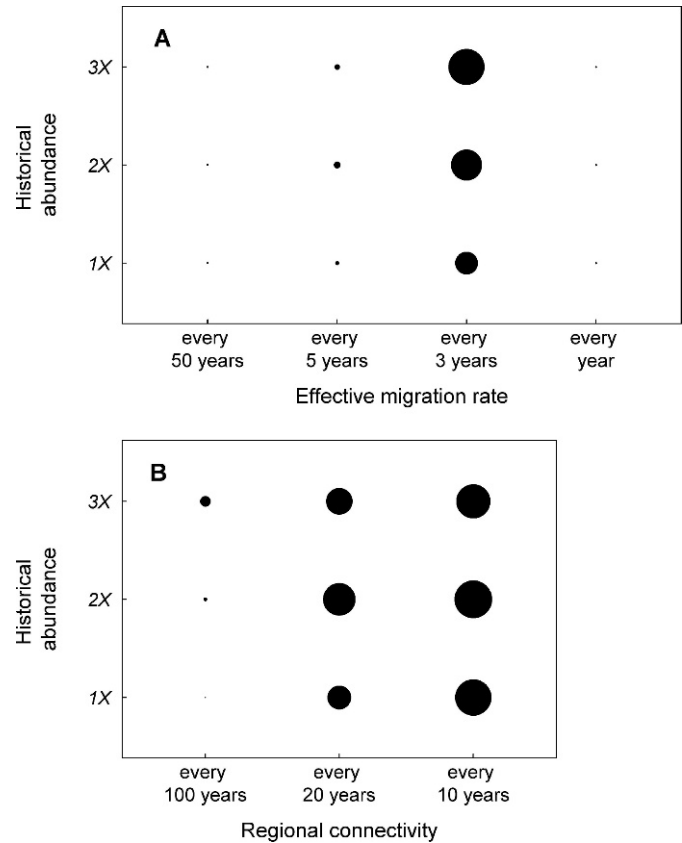 A
3X
2X
1X
Historical
abundance
every every every every
50 years 5 years 3 years year
Effective migration rate
B
3X
2X
1X
Historical
abundance
every every every
100 years 20 years 10 years
Regional connectivity